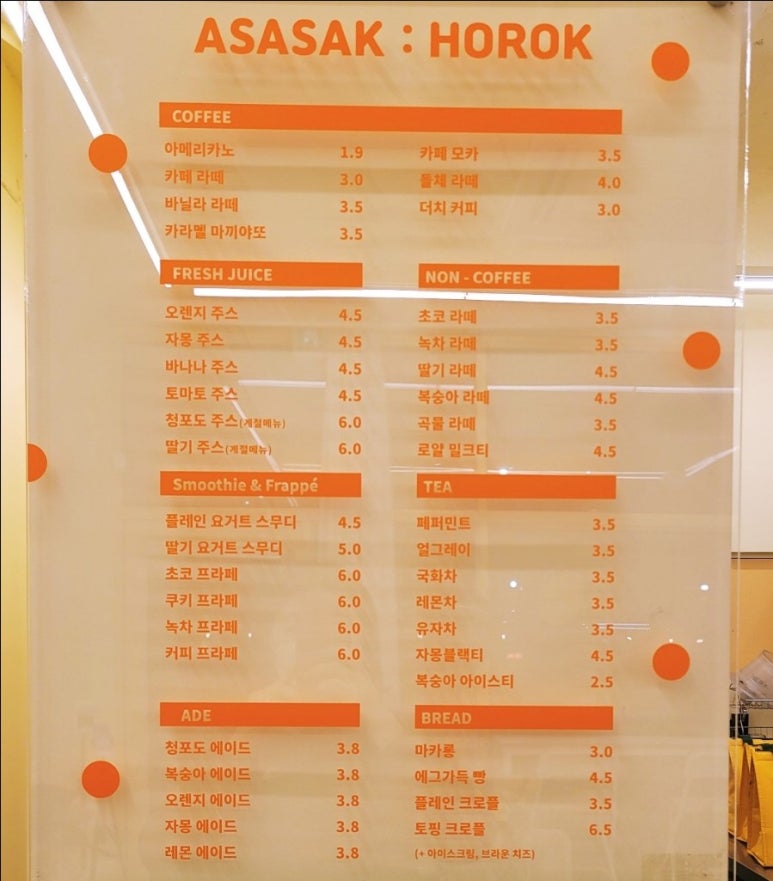 ASASAK : HOROK
COFFEE
아메리카노 1.9
카페 라떼 3.0
바닐라 라떼 3.5
카라멜 마끼야또 3.5
카페 모카 3.5
돌체 라떼 4.0
더치 커피 3.0
FRESH JUICE
오렌지 주스 4.5
자몽 주스 4.5
바나나 주스 4.5
토마토 주스 4.5
청포도 주스(계절메뉴) 6.0
딸기 주스(계절메뉴) 6.0
NON - COFFEE
초코 라떼 3.5
녹차 라떼 3.5
딸기 라떼 4.5
복숭아 라떼 4.5
곡물 라떼 3.5
로얄 밀크티 4.5
Smoothie & Frappé
플레인 요거트 스무디 4.5
딸기 요거트 스무디 5.0
초코 프라페 6.0
쿠키 프라페 6.0
녹차 프라페 6.0
커피 프라페 6.0
TEA
페퍼민트 3.5
얼그레이 3.5
국화차 3.5
레몬차 3.5
유자차 3.5
자몽블랙티 4.5
복숭아 아이스티 2.5
ADE
청포도 에이드 3.8
복숭아 에이드 3.8
오렌지 에이드 3.8
자몽 에이드 3.8
레몬 에이드 3.8
BREAD
마카롱 3.0
에그가득 빵 4.5
플레인 크로플 3.5
토핑 크로플 6.5
(+ 아이스크림, 브라운 치즈)